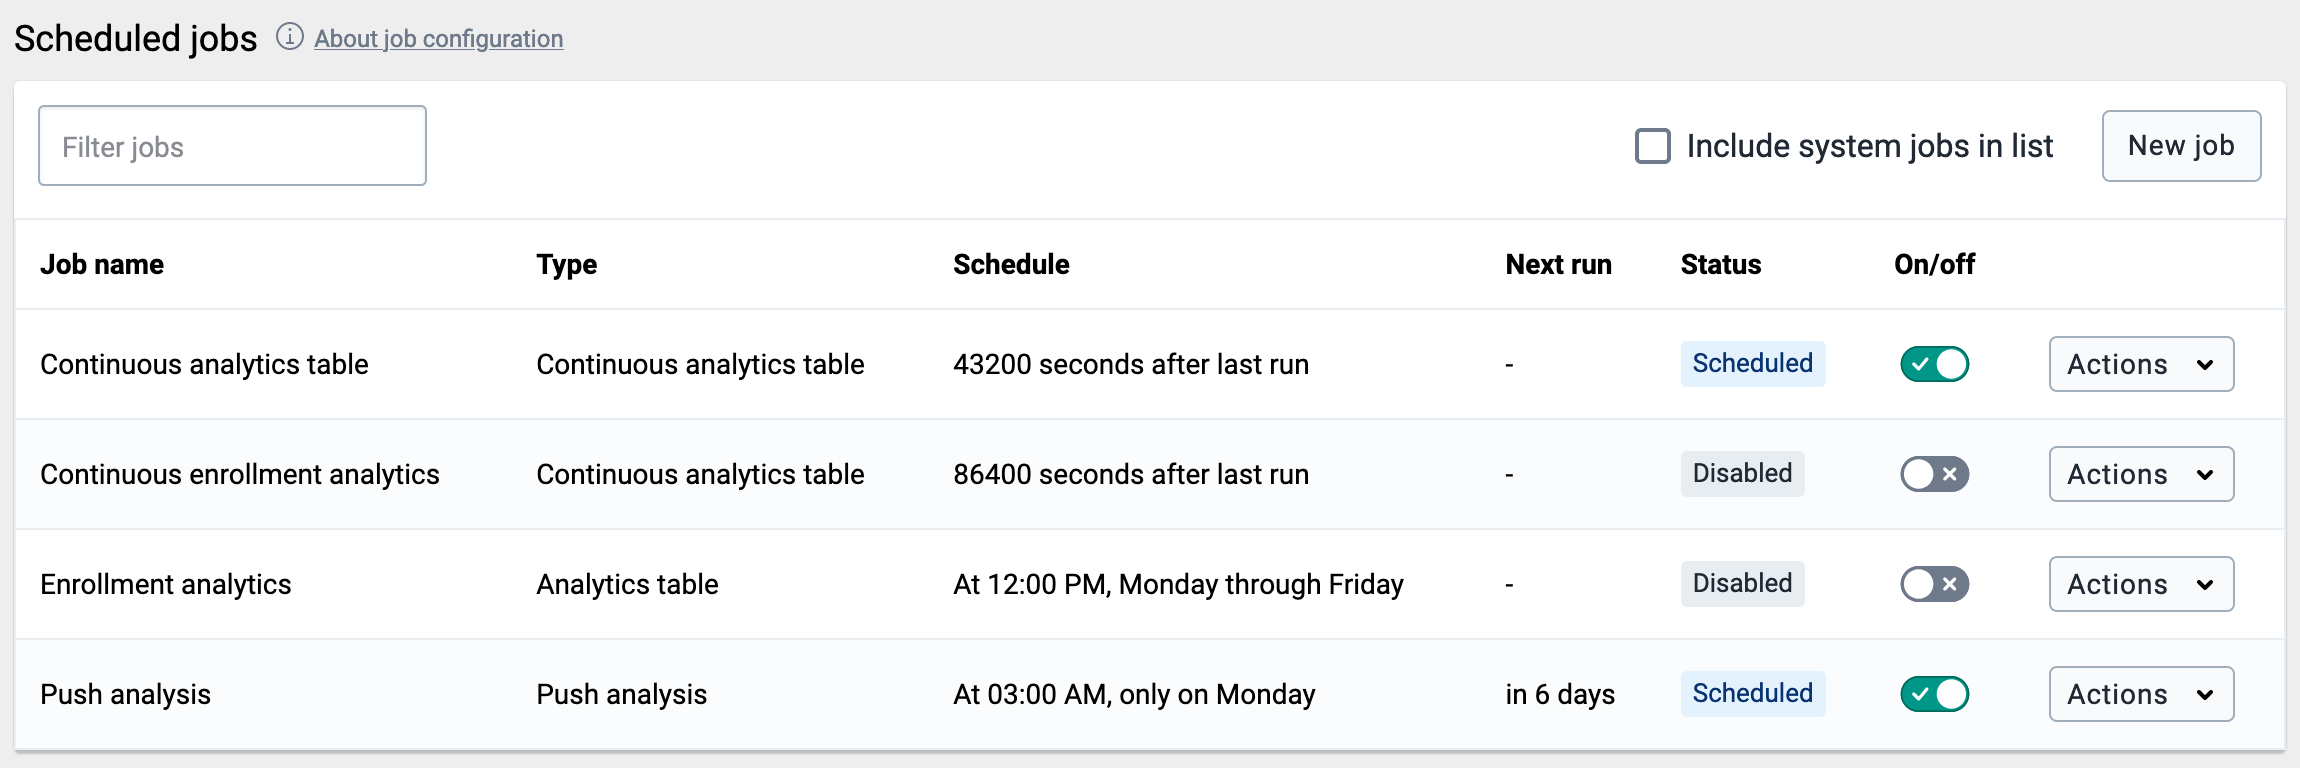 Scheduled jobs About job configuration
Filter jobs Include system jobs in list New job
Job name Type Schedule Next run Status On/off
Continuous analytics table Continuous analytics table 43200 seconds after last run - Scheduled Actions
Continuous enrollment analytics Continuous analytics table 86400 seconds after last run - Disabled Actions
Enrollment analytics Analytics table At 12:00 PM, Monday through Friday - Disabled Actions
Push analysis Push analysis At 03:00 AM, only on Monday in 6 days Scheduled Actions